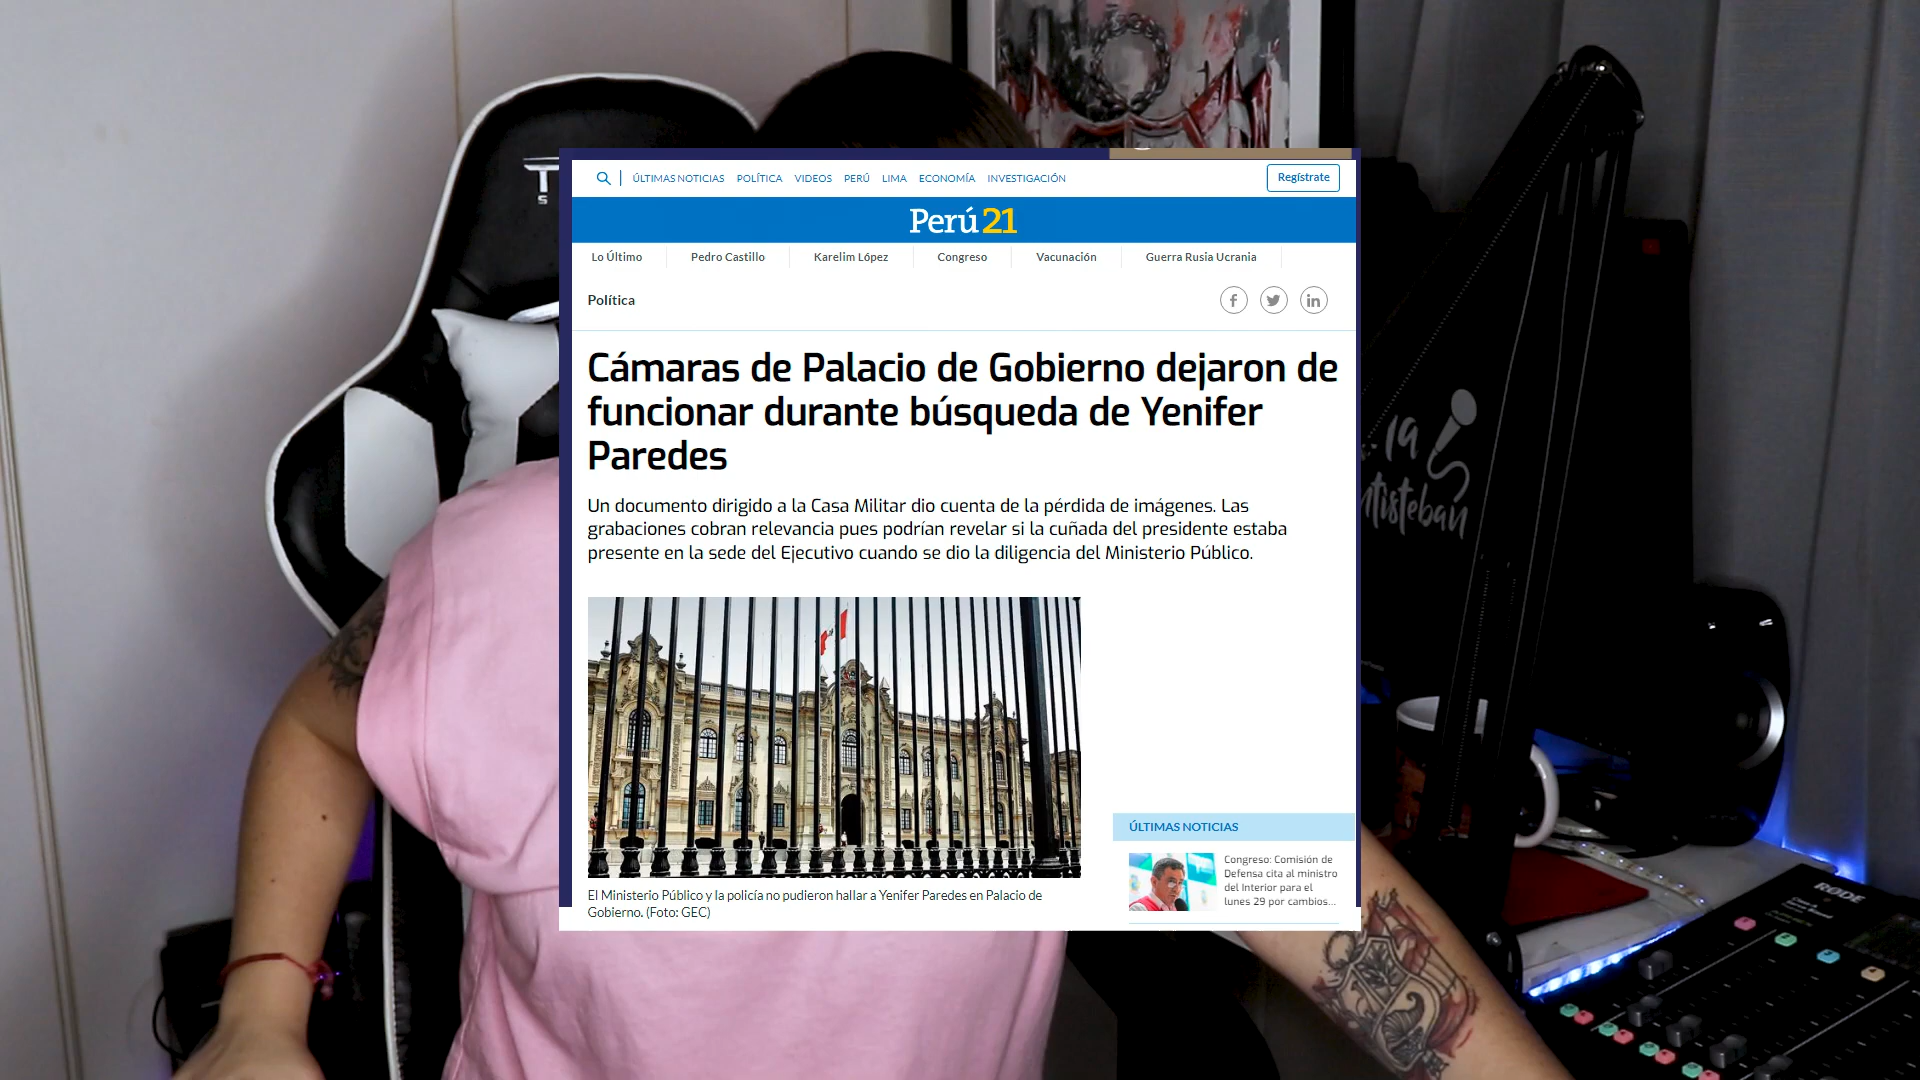 T
S
ÚLTIMAS NOTICIAS POLÍTICA VIDEOS PERÚ LIMA ECONOMÍA INVESTIGACIÓN
Regístrate
Perú21
Lo Último Pedro Castillo Karelim López Congreso Vacunación Guerra Rusia Ucrania
Política
Cámaras de Palacio de Gobierno dejaron de
funcionar durante búsqueda de Yenifer
Paredes
Un documento dirigido a la Casa Militar dio cuenta de la pérdida de imágenes. Las
grabaciones cobran relevancia pues podrían revelar si la cuñada del presidente estaba
presente en la sede del Ejecutivo cuando se dio la diligencia del Ministerio Público.
El Ministerio Público y la policía no pudieron hallar a Yenifer Paredes en Palacio de
Gobierno. (Foto: GEC)
ÚLTIMAS NOTICIAS
Congreso: Comisión de
Defensa cita al ministro
del Interior para el
lunes 29 por cambios...
ntisteban
RØDE